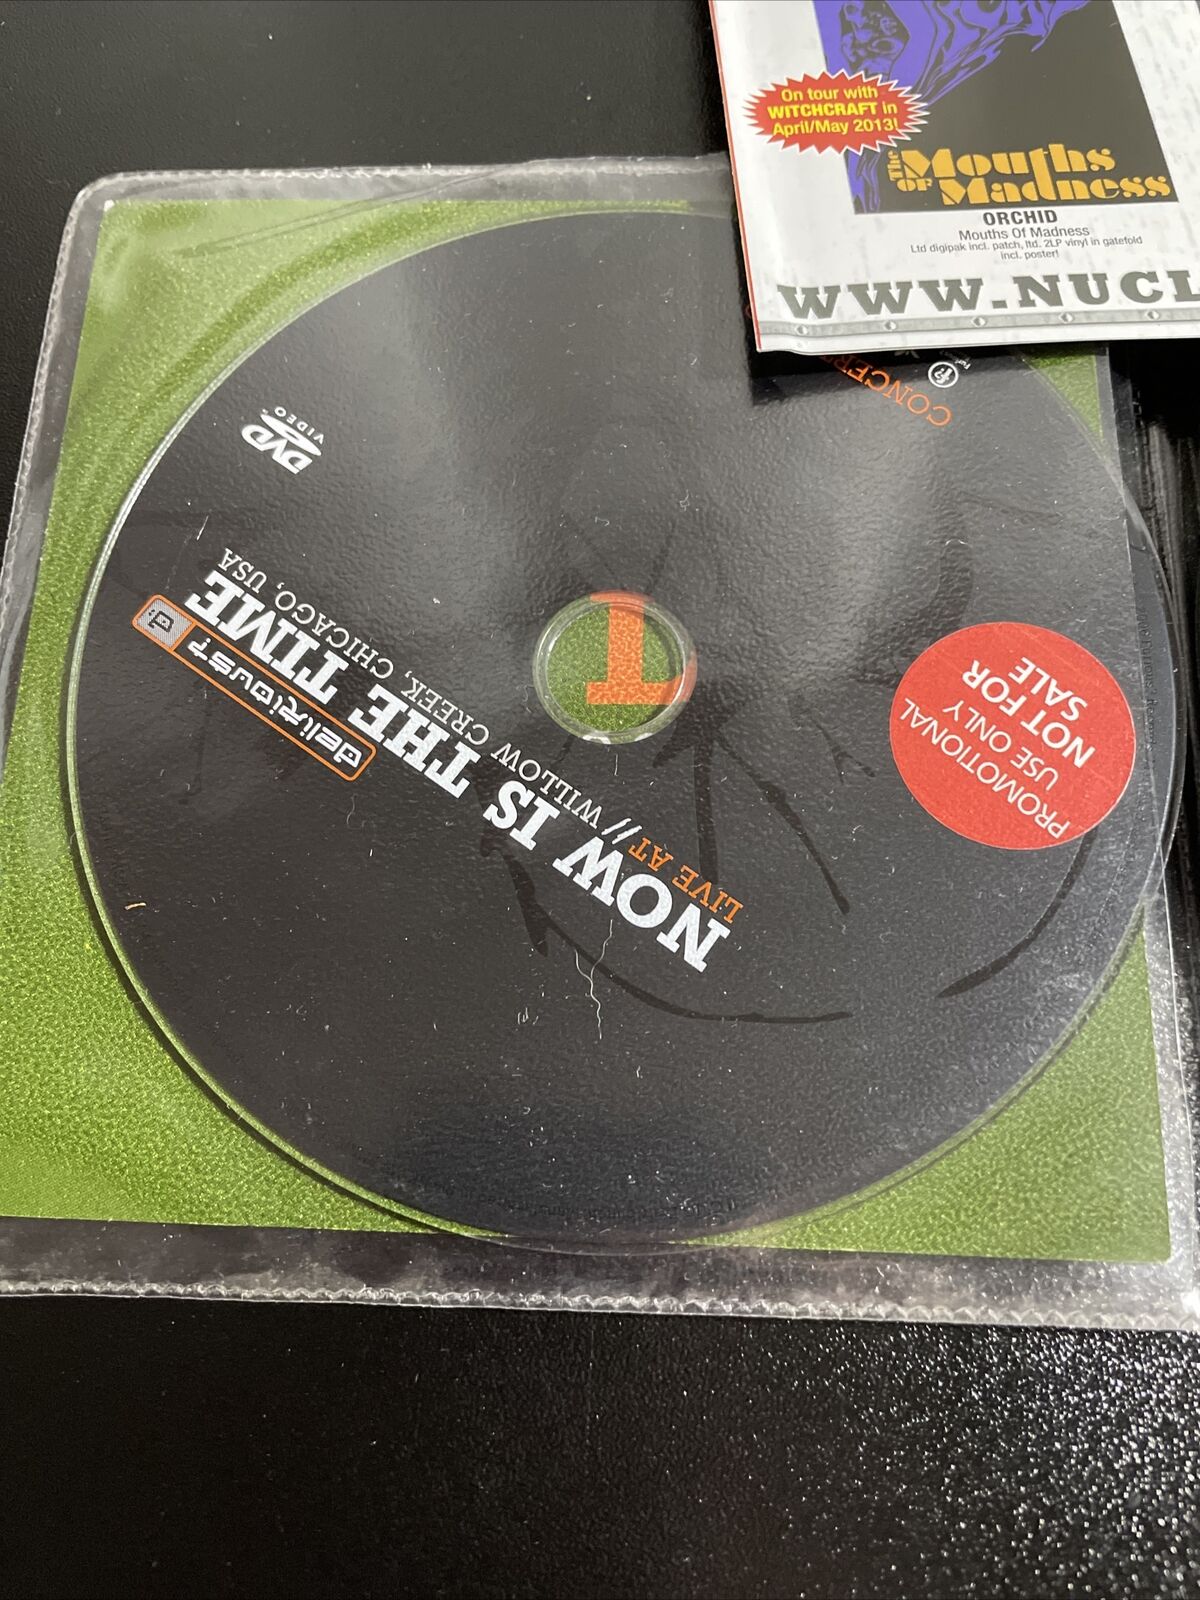 On tour with
WITCHCRAFT in
April/May 2013!
The Mouths
OF Madness
ORCHID
Mouths Of Madness
Ltd digipak incl. patch, ltd. 2LP vinyl in gatefold
incl. poster!
WWW.NUCL
CONCER
DVD
VIDEO
deliRiOUS?
d:
NOW IS THE TIME
LIVE AT // WILLOW CREEK, CHICAGO, USA
T
PROMOTIONAL
USE ONLY
NOT FOR
SALE